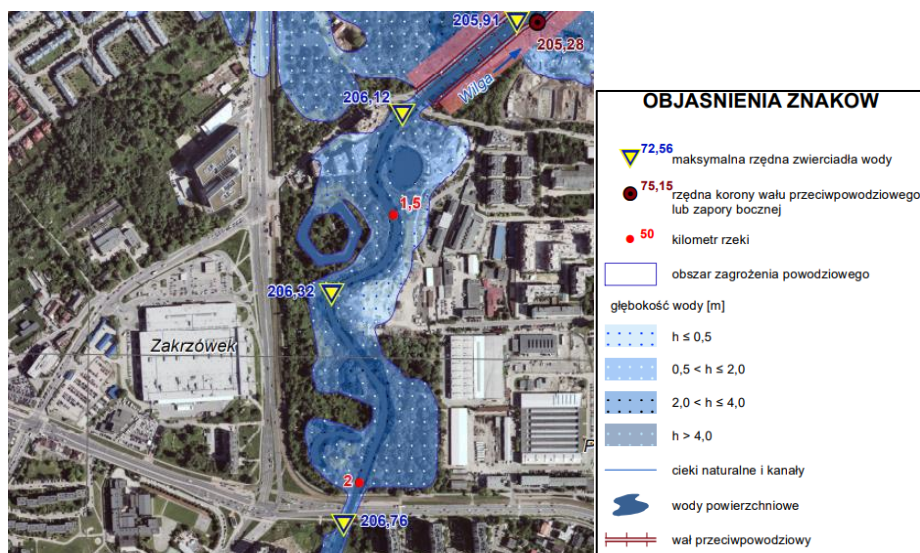 205,91
205,28
Wilga
206,12
1,5
206,32
Zakrzówek
2
206,76
OBJAŚNIENIA ZNAKÓW
72,56
maksymalna rzędna zwierciadła wody
75,15
rzędna korony wału przeciwpowodziowego
lub zapory bocznej
50
kilometr rzeki
obszar zagrożenia powodziowego
głębokość wody [m]
h ≤ 0,5
0,5 < h ≤ 2,0
2,0 < h ≤ 4,0
h > 4,0
cieki naturalne i kanały
wody powierzchniowe
wał przeciwpowodziowy